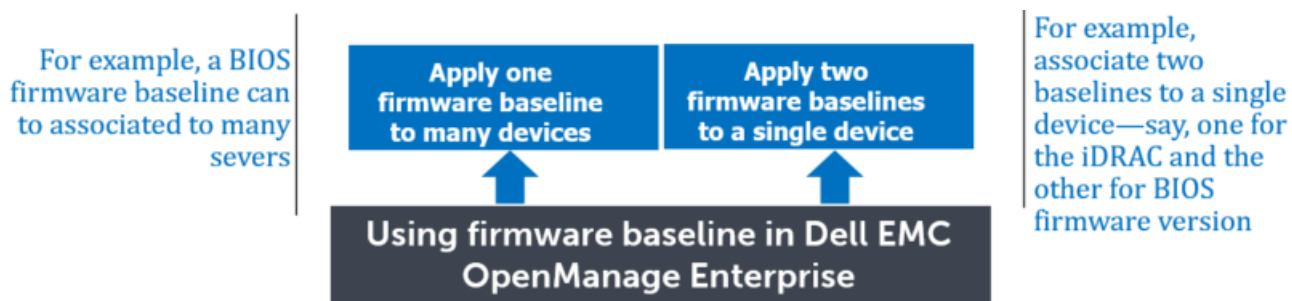 For example, a BIOS
firmware baseline can
to associated to many
severs
Apply one
firmware baseline
to many devices
Apply two
firmware baselines
to a single device
For example,
associate two
baselines to a single
device—say, one for
the iDRAC and the
other for BIOS
firmware version
Using firmware baseline in Dell EMC
OpenManage Enterprise